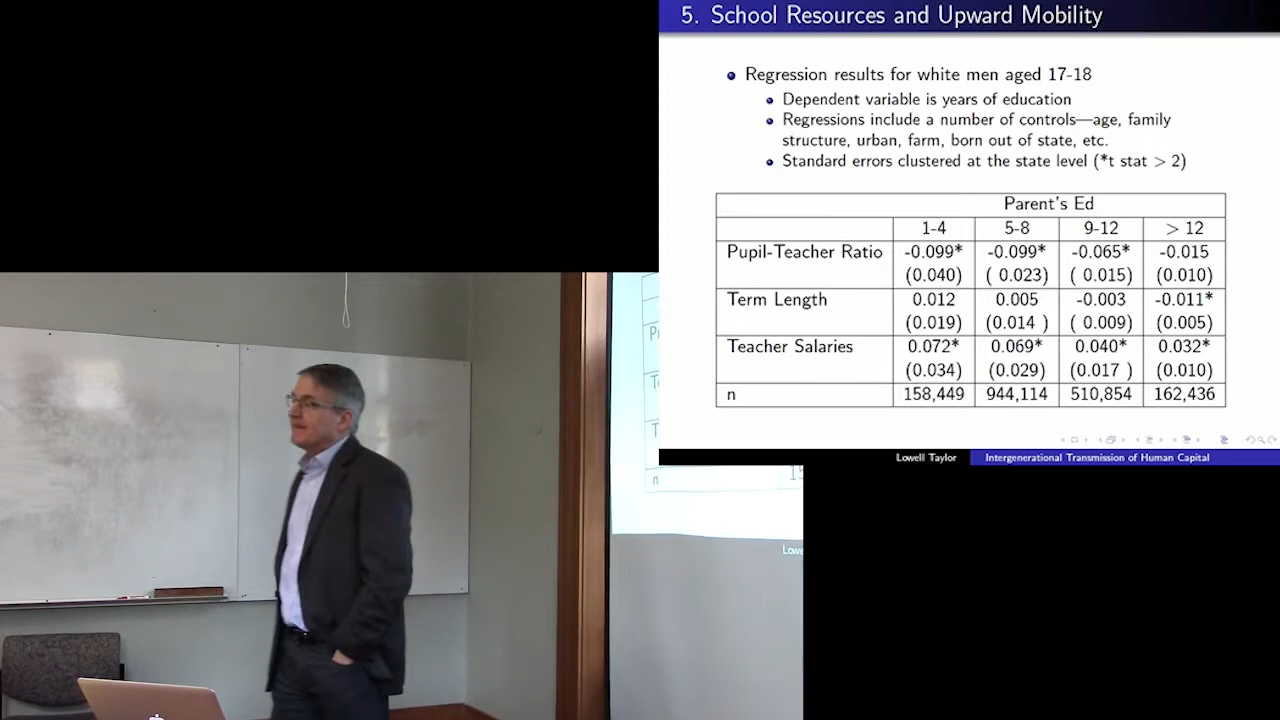 5. School Resources and Upward Mobility
Regression results for white men aged 17-18
Dependent variable is years of education
Regressions include a number of controls—age, family
structure, urban, farm, born out of state, etc.
Standard errors clustered at the state level (*t stat > 2)
Parent's Ed
1-4 5-8 9-12 > 12
Pupil-Teacher Ratio -0.099* -0.099* -0.065* -0.015
(0.040) ( 0.023) ( 0.015) (0.010)
Term Length 0.012 0.005 -0.003 -0.011*
(0.019) (0.014 ) ( 0.009) (0.005)
Teacher Salaries 0.072* 0.069* 0.040* 0.032*
(0.034) (0.029) (0.017 ) (0.010)
n 158,449 944,114 510,854 162,436
Lowell Taylor Intergenerational Transmission of Human Capital